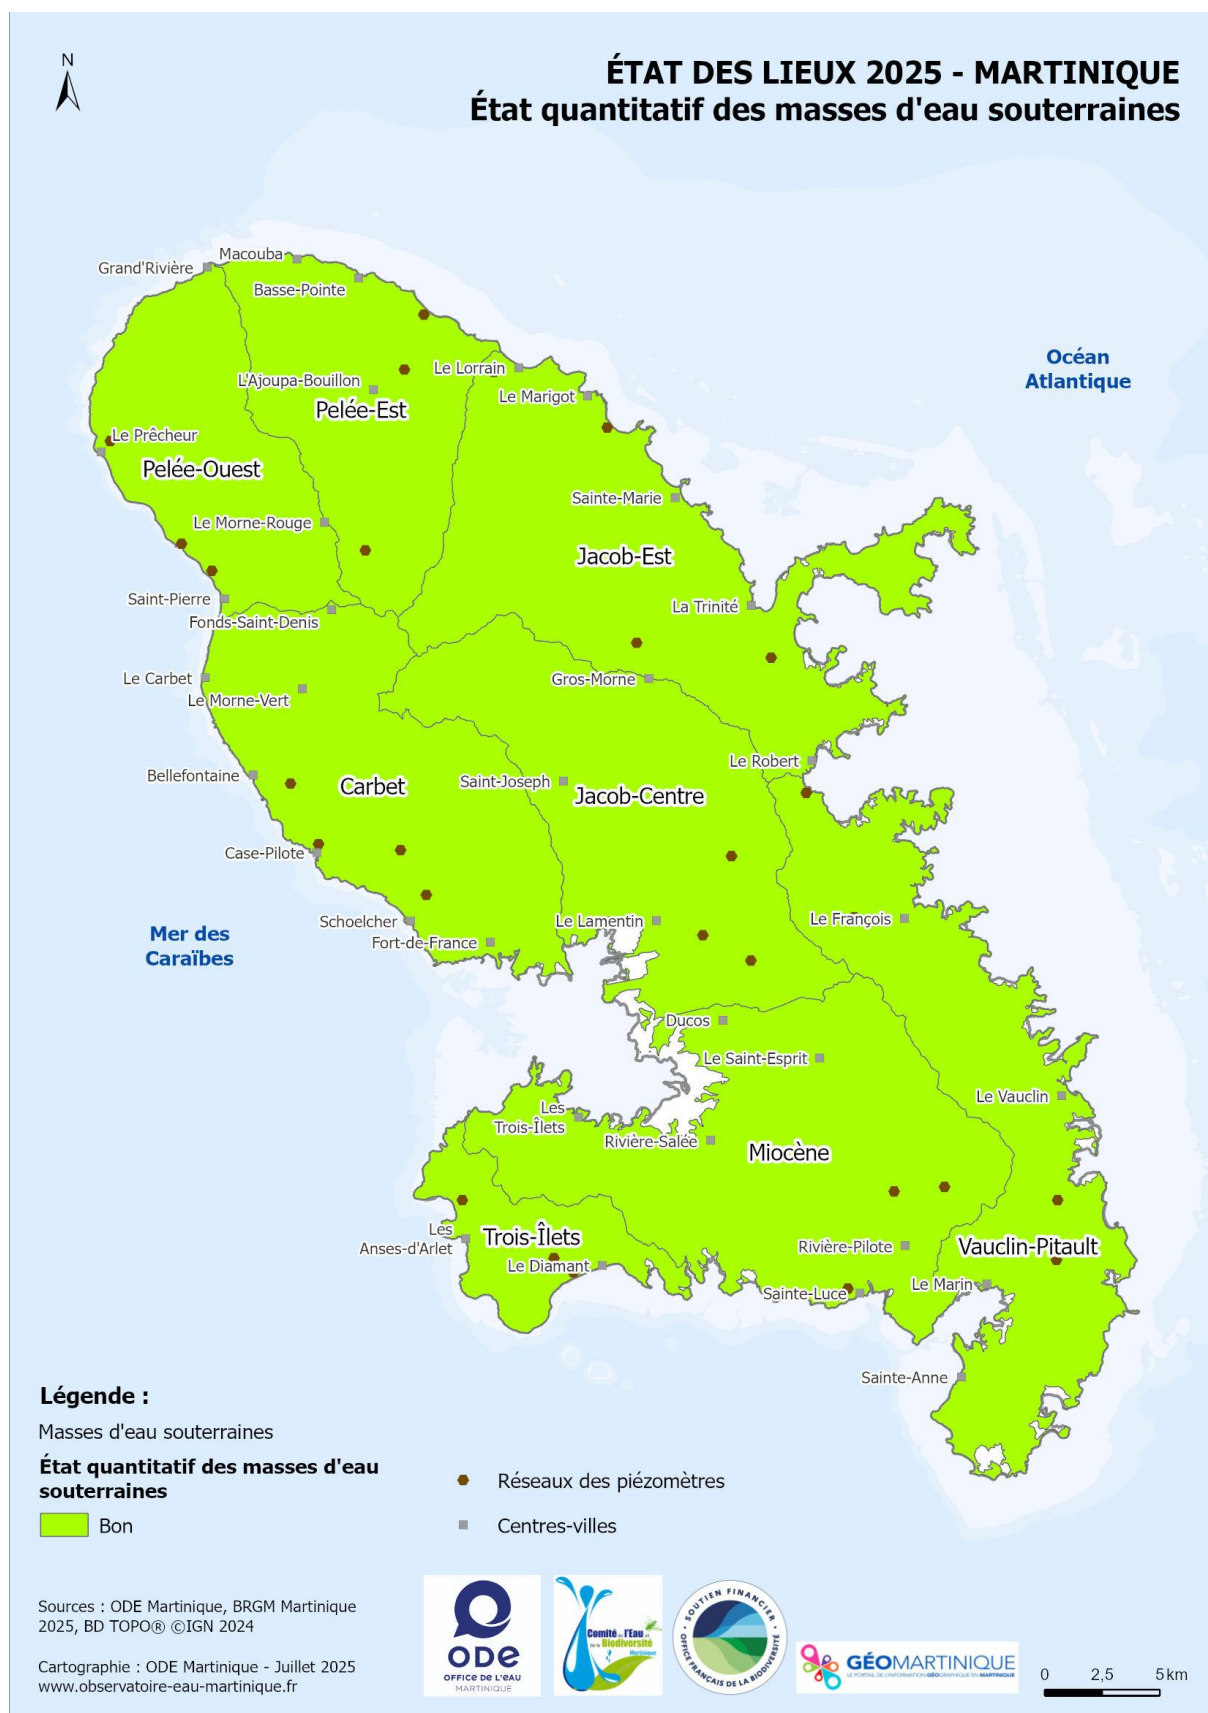 N
ÉTAT DES LIEUX 2025 - MARTINIQUE
État quantitatif des masses d'eau souterraines
Macouba
Grand'Rivière
Basse-Pointe
Océan
Atlantique
Le Lorrain
L'Ajoupa-Bouillon
Le Marigot
Pelée-Est
Le Prêcheur
Pelée-Ouest
Sainte-Marie
Le Morne-Rouge
Jacob-Est
Saint-Pierre
La Trinité
Fonds-Saint-Denis
Le Carbet
Gros-Morne
Le Morne-Vert
Le Robert
Bellefontaine
Carbet
Saint-Joseph
Jacob-Centre
Case-Pilote
Schoelcher
Le Lamentin
Le François
Mer des
Caraïbes
Fort-de-France
Ducos
Le Saint-Esprit
Le Vauclin
Les
Trois-Îlets
Rivière-Salée
Miocène
Les
Anses-d'Arlet
Trois-Îlets
Rivière-Pilote
Vauclin-Pitault
Le Diamant
Sainte-Luce
Le Marin
Sainte-Anne
Légende :
Masses d'eau souterraines
État quantitatif des masses d'eau
souterraines
Bon
Réseaux des piézomètres
Centres-villes
Sources : ODE Martinique, BRGM Martinique
2025, BD TOPO® ©IGN 2024
Cartographie : ODE Martinique - Juillet 2025
www.observatoire-eau-martinique.fr
ODE
OFFICE DE L'EAU
MARTINIQUE
Comité de l'Eau et
de la Biodiversité
Martinique
• SOUTIEN FINANCIER •
OFFICE FRANÇAIS DE LA BIODIVERSITÉ
GÉOMARTINIQUE
LE PORTAIL DE L'INFORMATION GÉOGRAPHIQUE EN MARTINIQUE
0 2,5 5 km